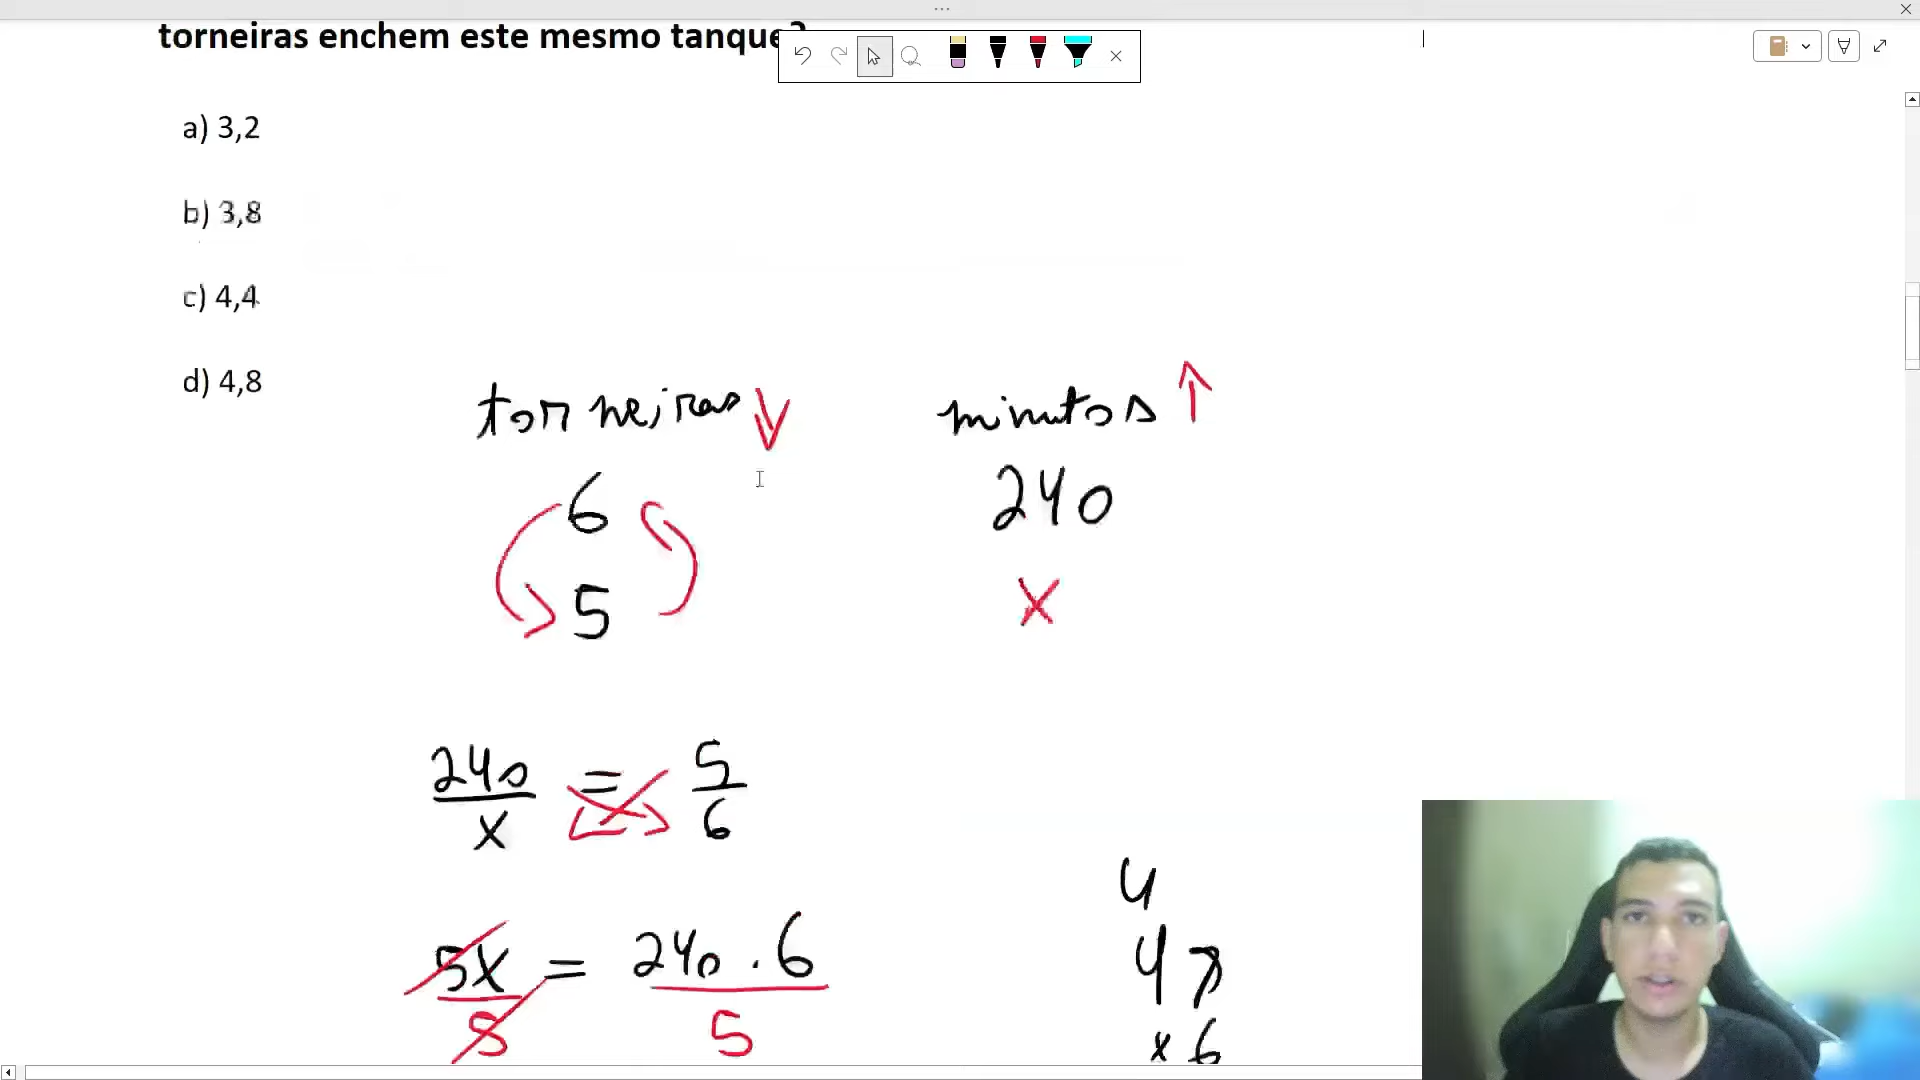 torneiras enchem este mesmo tanque?
a) 3,2
b) 3,8
c) 4,4
d) 4,8
torneiras minutos
6 240
5 x
240/x = 5/6
5x/5 = 240 . 6/5
4
48
x 6